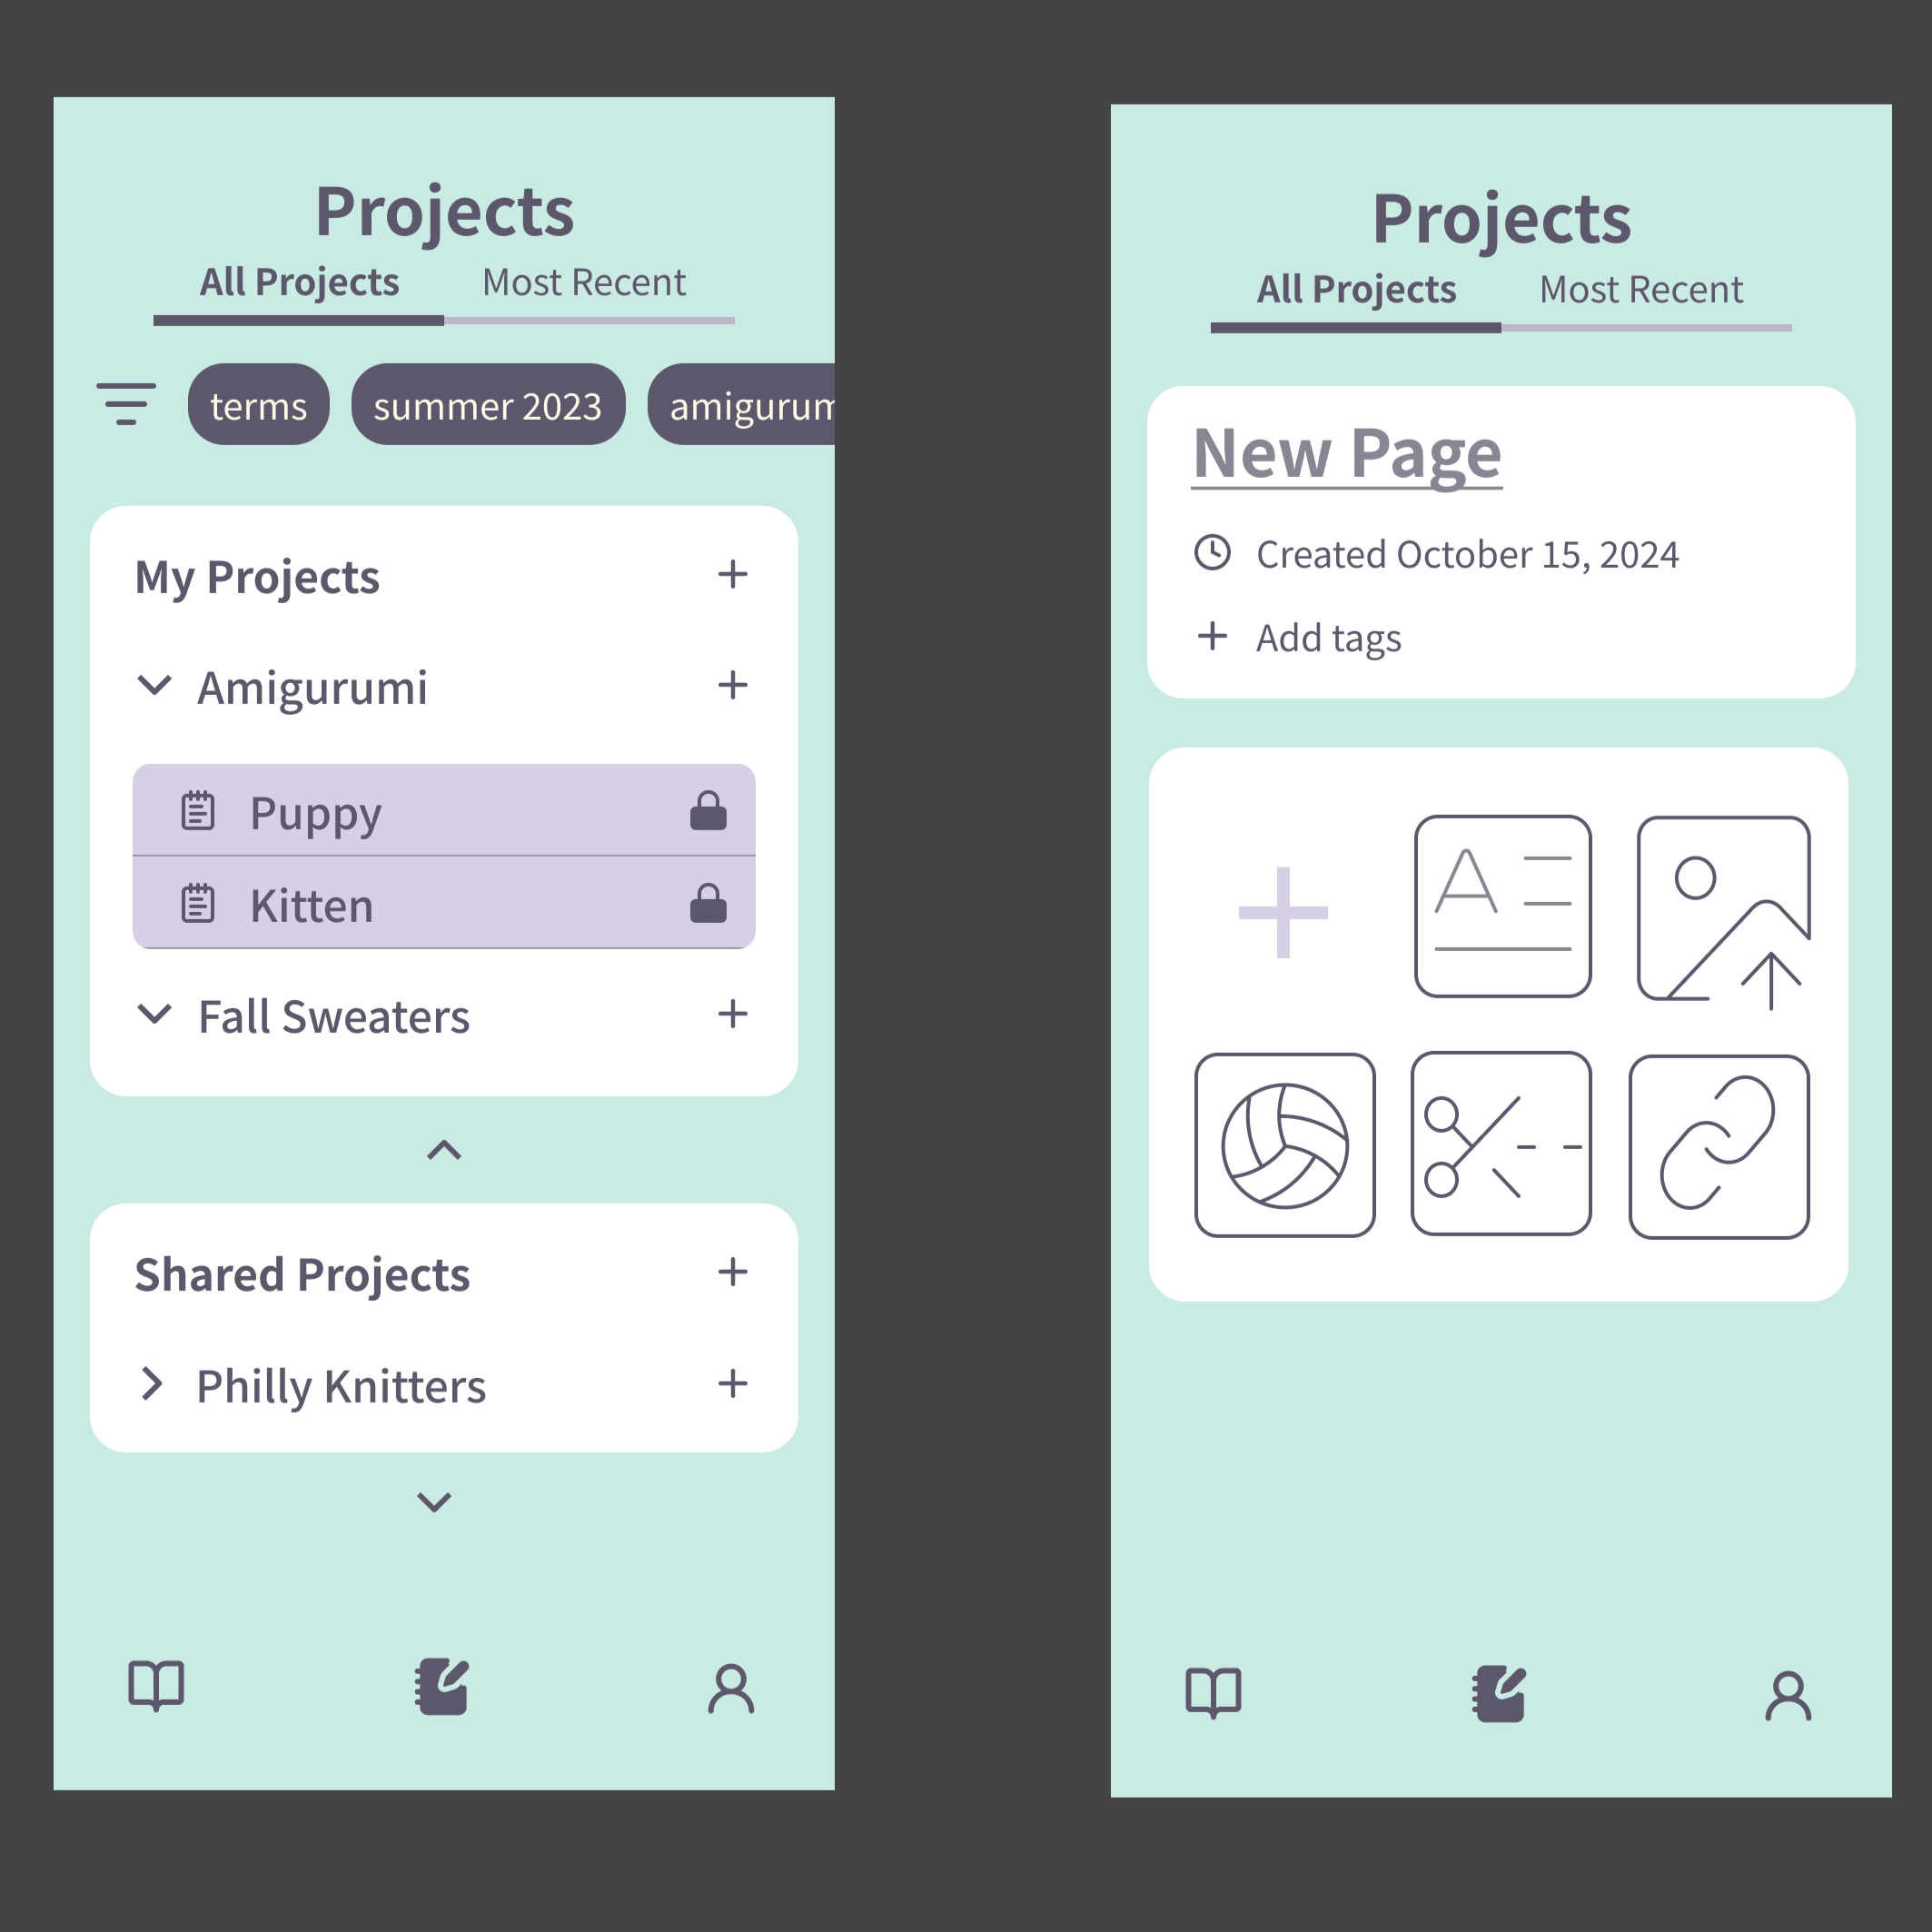 Projects
All Projects Most Recent
terms summer 2023 amigurum
My Projects
Amigurumi
Puppy
Kitten
Fall Sweaters
Shared Projects
Philly Knitters
Projects
All Projects Most Recent
New Page
Created October 15, 2024
Add tags